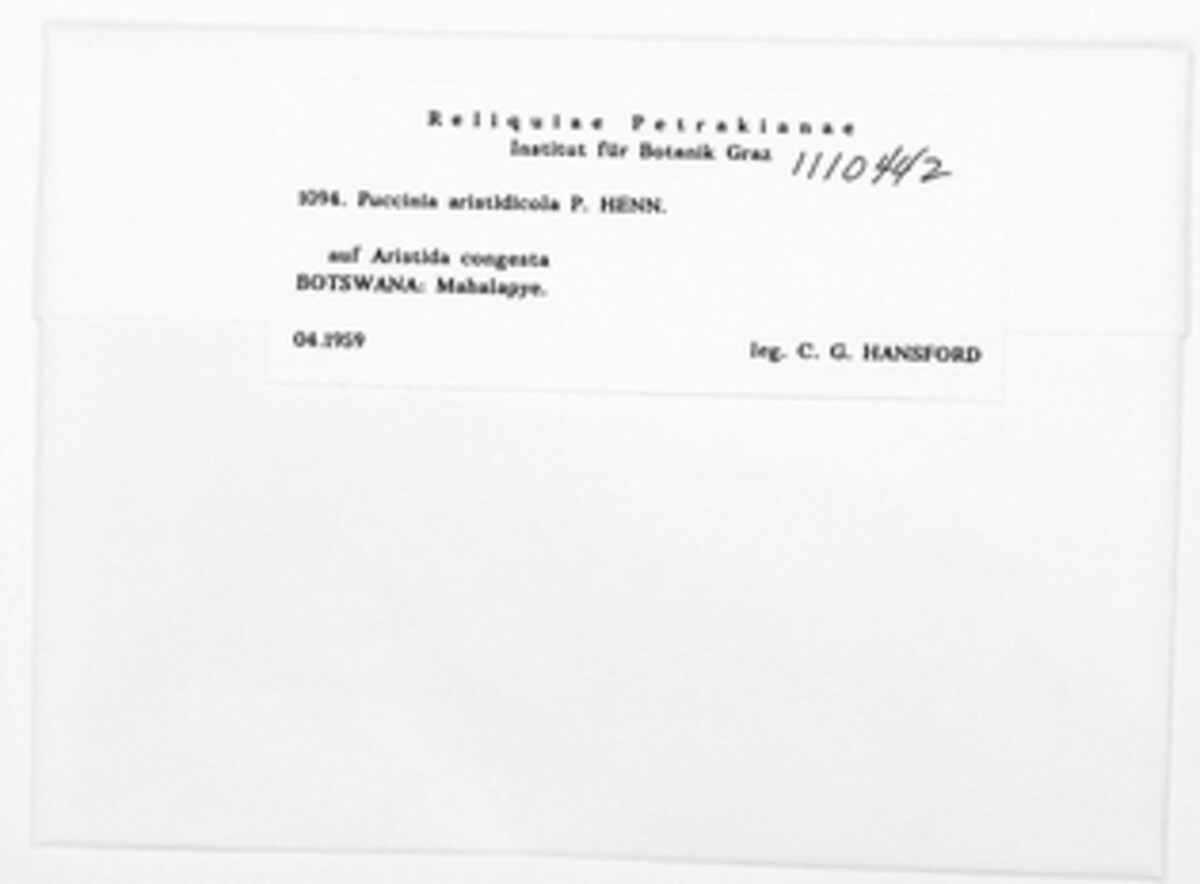 Reliquiae Petrakianae
Institut für Botanik Graz 1110442
1094. Puccinia aristidicola P. HENN.
auf Aristida congesta
BOTSWANA: Mahalapye.
04.1959 leg. C. G. HANSFORD